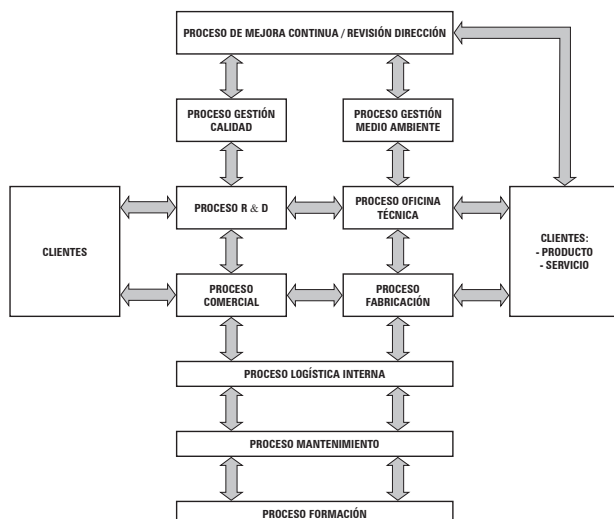 PROCESO DE MEJORA CONTINUA / REVISIÓN DIRECCIÓN
PROCESO GESTIÓN
CALIDAD
PROCESO GESTIÓN
MEDIO AMBIENTE
CLIENTES
PROCESO R & D
PROCESO OFICINA
TÉCNICA
CLIENTES:
- PRODUCTO
- SERVICIO
PROCESO
COMERCIAL
PROCESO
FABRICACIÓN
PROCESO LOGÍSTICA INTERNA
PROCESO MANTENIMIENTO
PROCESO FORMACIÓN